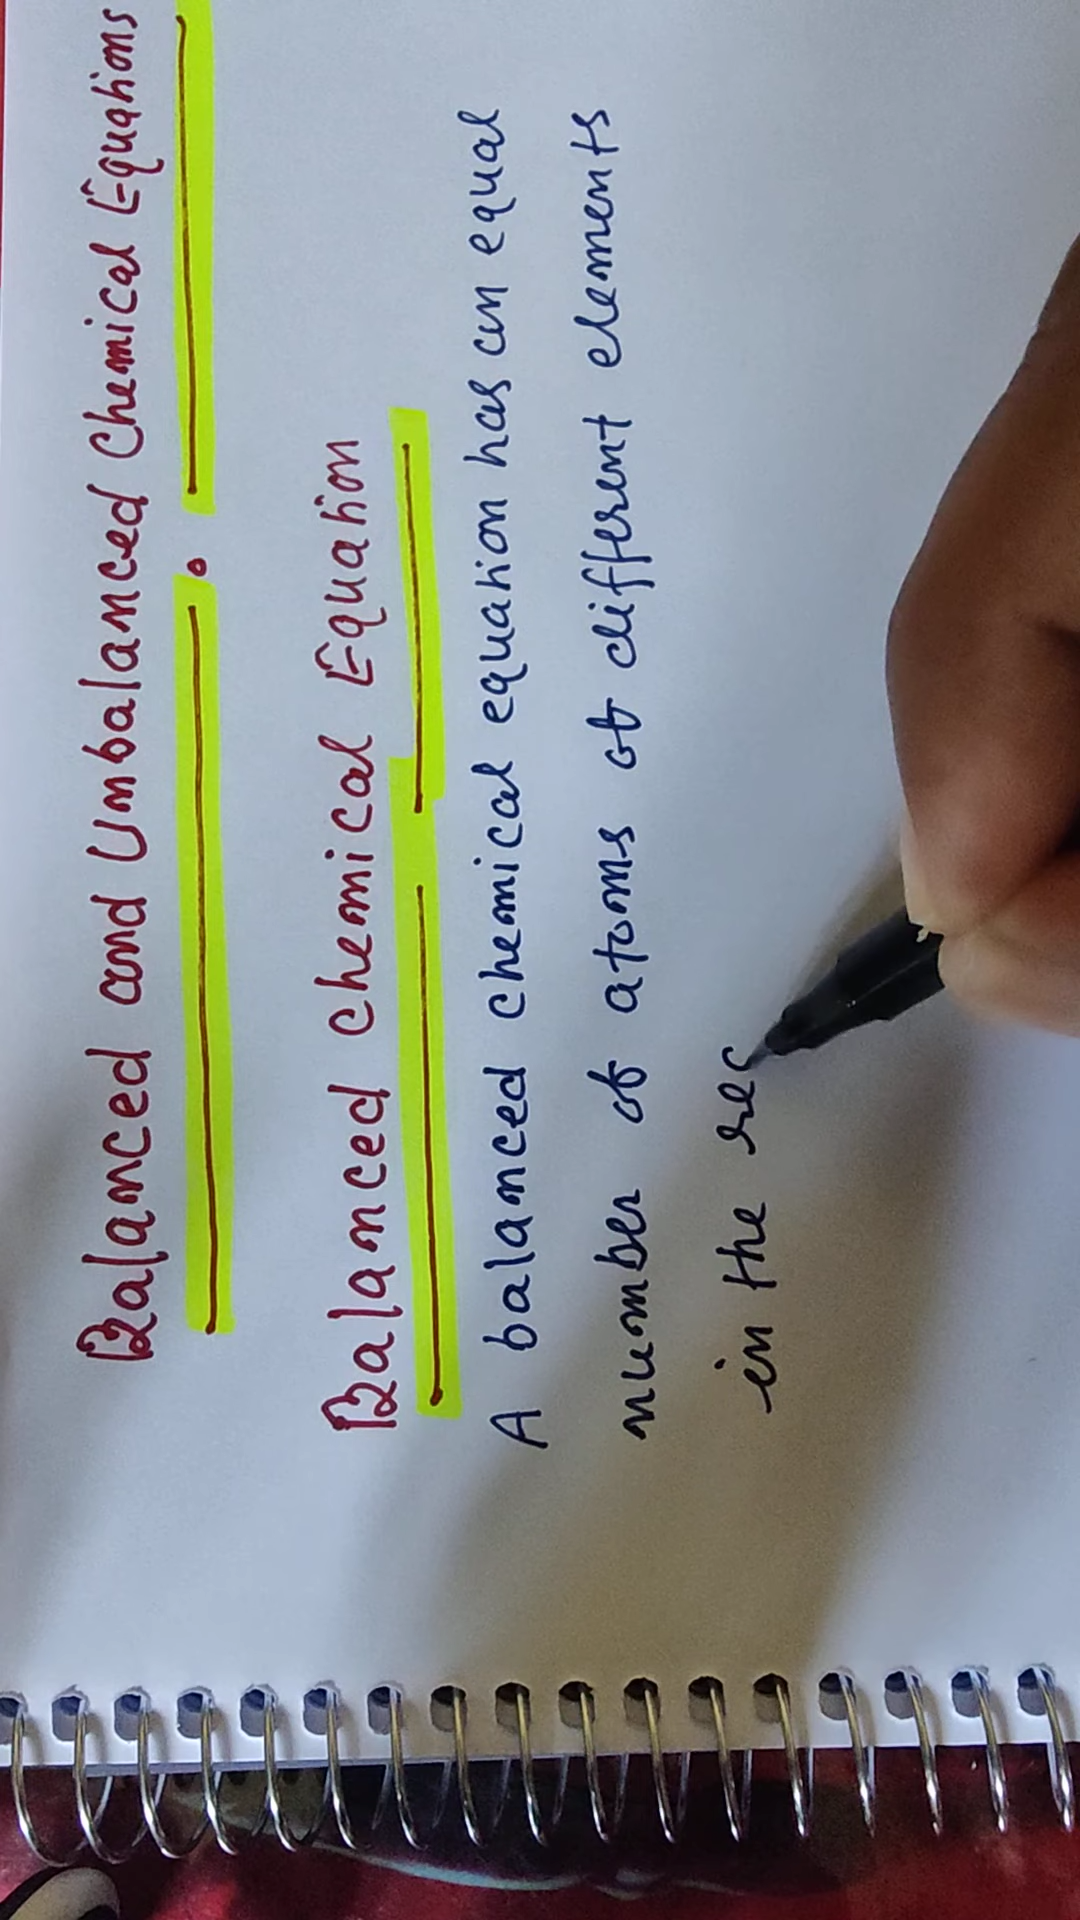 Balanced and Unbalanced Chemical Equations
Balanced Chemical Equation
A balanced chemical equation has an equal
number of atoms of different elements
in the rec